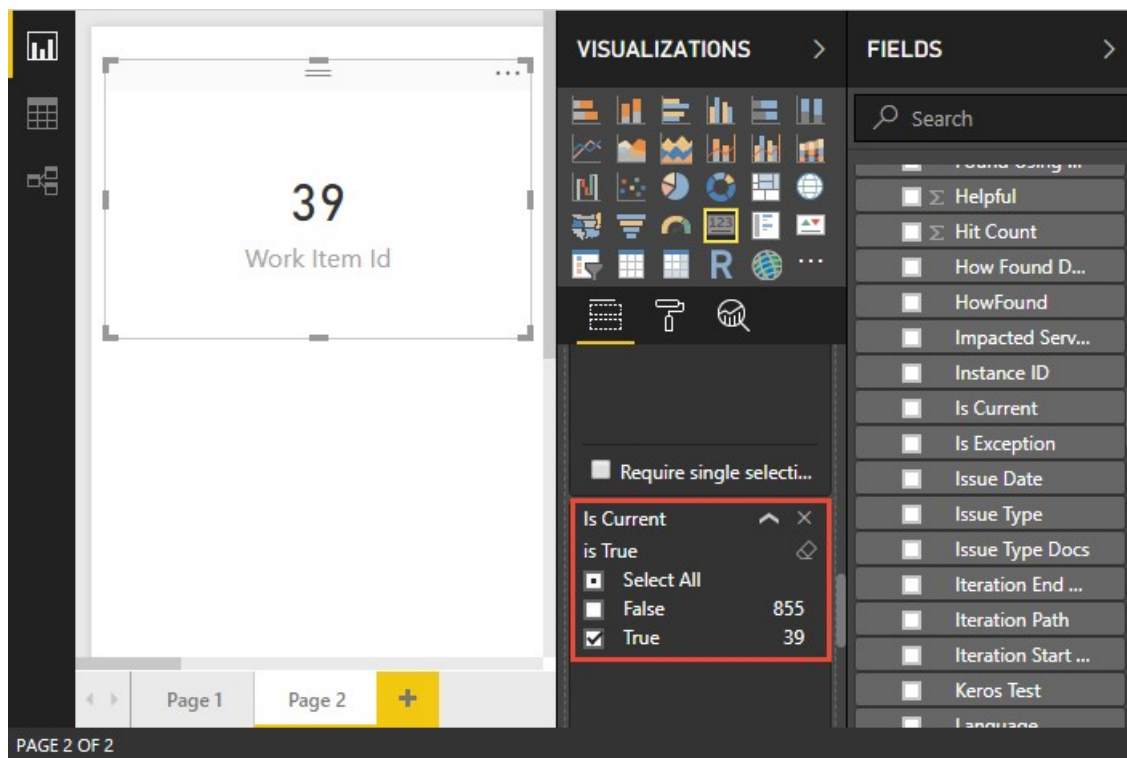 VISUALIZATIONS
FIELDS
Search
39
Work Item Id
123
R
Helpful
Hit Count
How Found D...
HowFound
Impacted Serv...
Instance ID
Is Current
Is Exception
Issue Date
Issue Type
Issue Type Docs
Iteration End ...
Iteration Path
Iteration Start ...
Keros Test
Require single selecti...
Is Current
is True
Select All
False 855
True 39
Page 1
Page 2
+
PAGE 2 OF 2